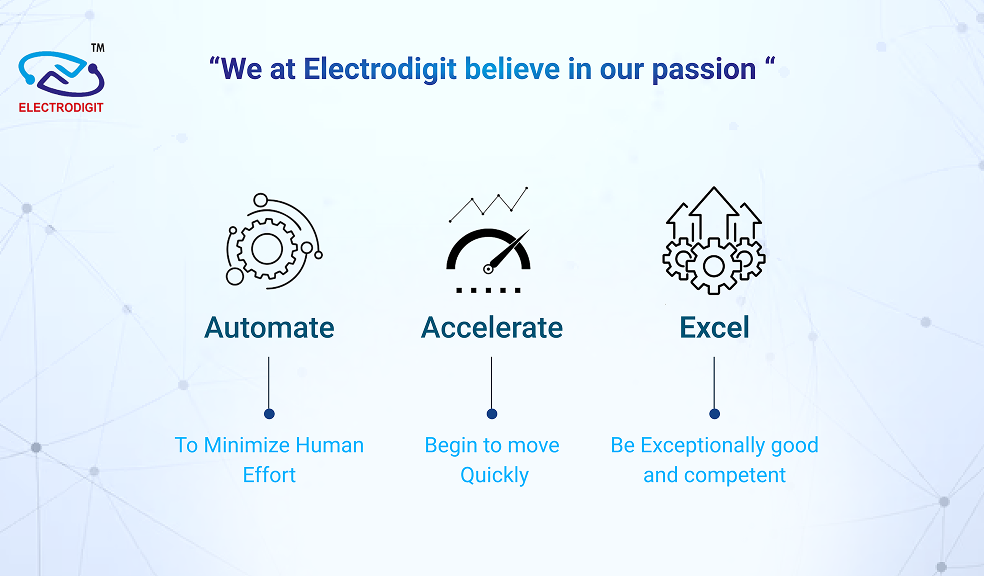 TM
ELECTRODIGIT
“We at Electrodigit believe in our passion “
Automate
Accelerate
Excel
To Minimize Human
Effort
Begin to move
Quickly
Be Exceptionally good
and competent